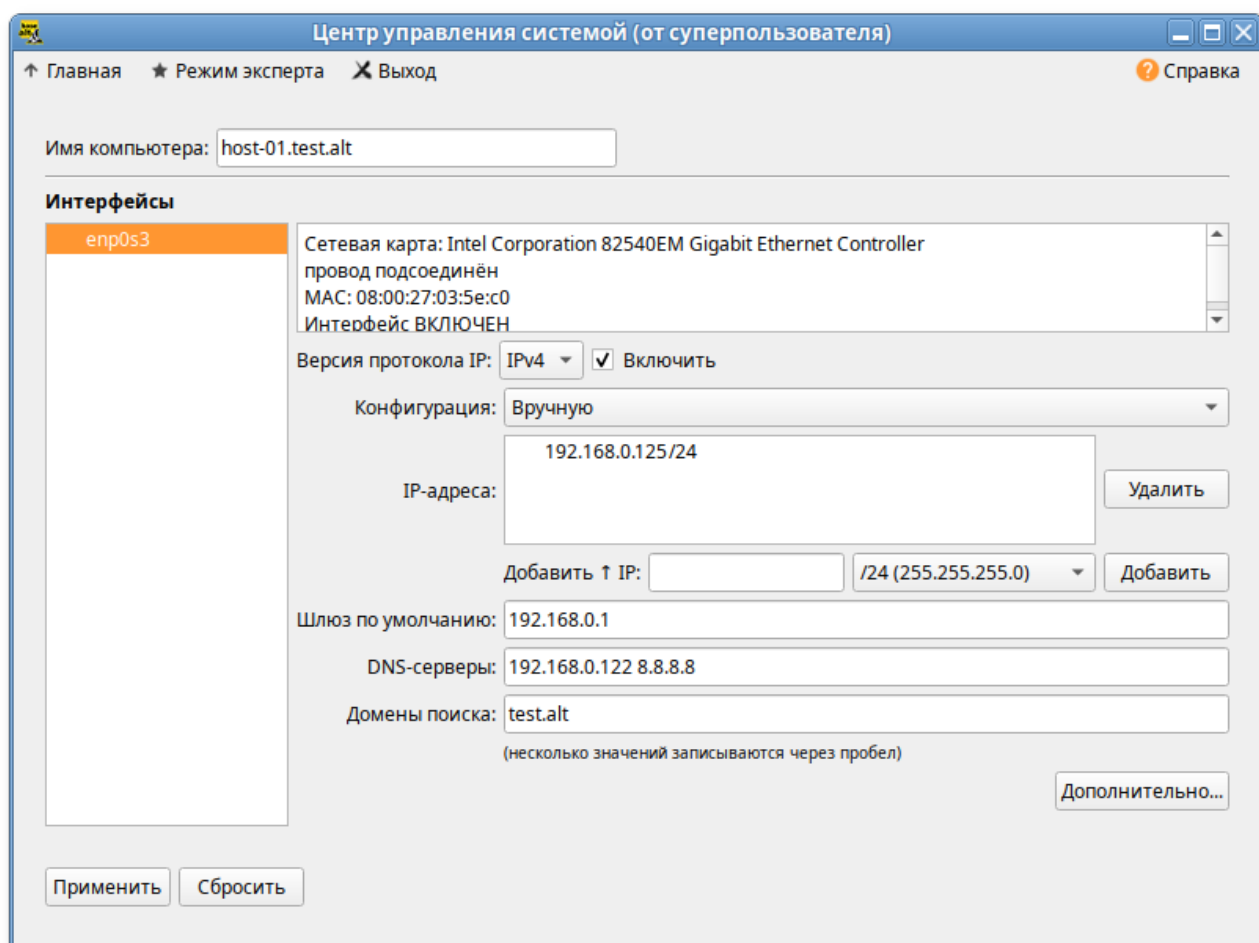 Центр управления системой (от суперпользователя)
Главная Режим эксперта Выход Справка
Имя компьютера: host-01.test.alt
Интерфейсы
enp0s3
Сетевая карта: Intel Corporation 82540EM Gigabit Ethernet Controller
провод подсоединён
MAC: 08:00:27:03:5e:c0
Интерфейс ВКЛЮЧЕН
Версия протокола IP: IPv4 Включить
Конфигурация: Вручную
192.168.0.125/24
IP-адреса: Удалить
Добавить ↑ IP: /24 (255.255.255.0) Добавить
Шлюз по умолчанию: 192.168.0.1
DNS-серверы: 192.168.0.122 8.8.8.8
Домены поиска: test.alt
(несколько значений записываются через пробел)
Дополнительно...
Применить Сбросить